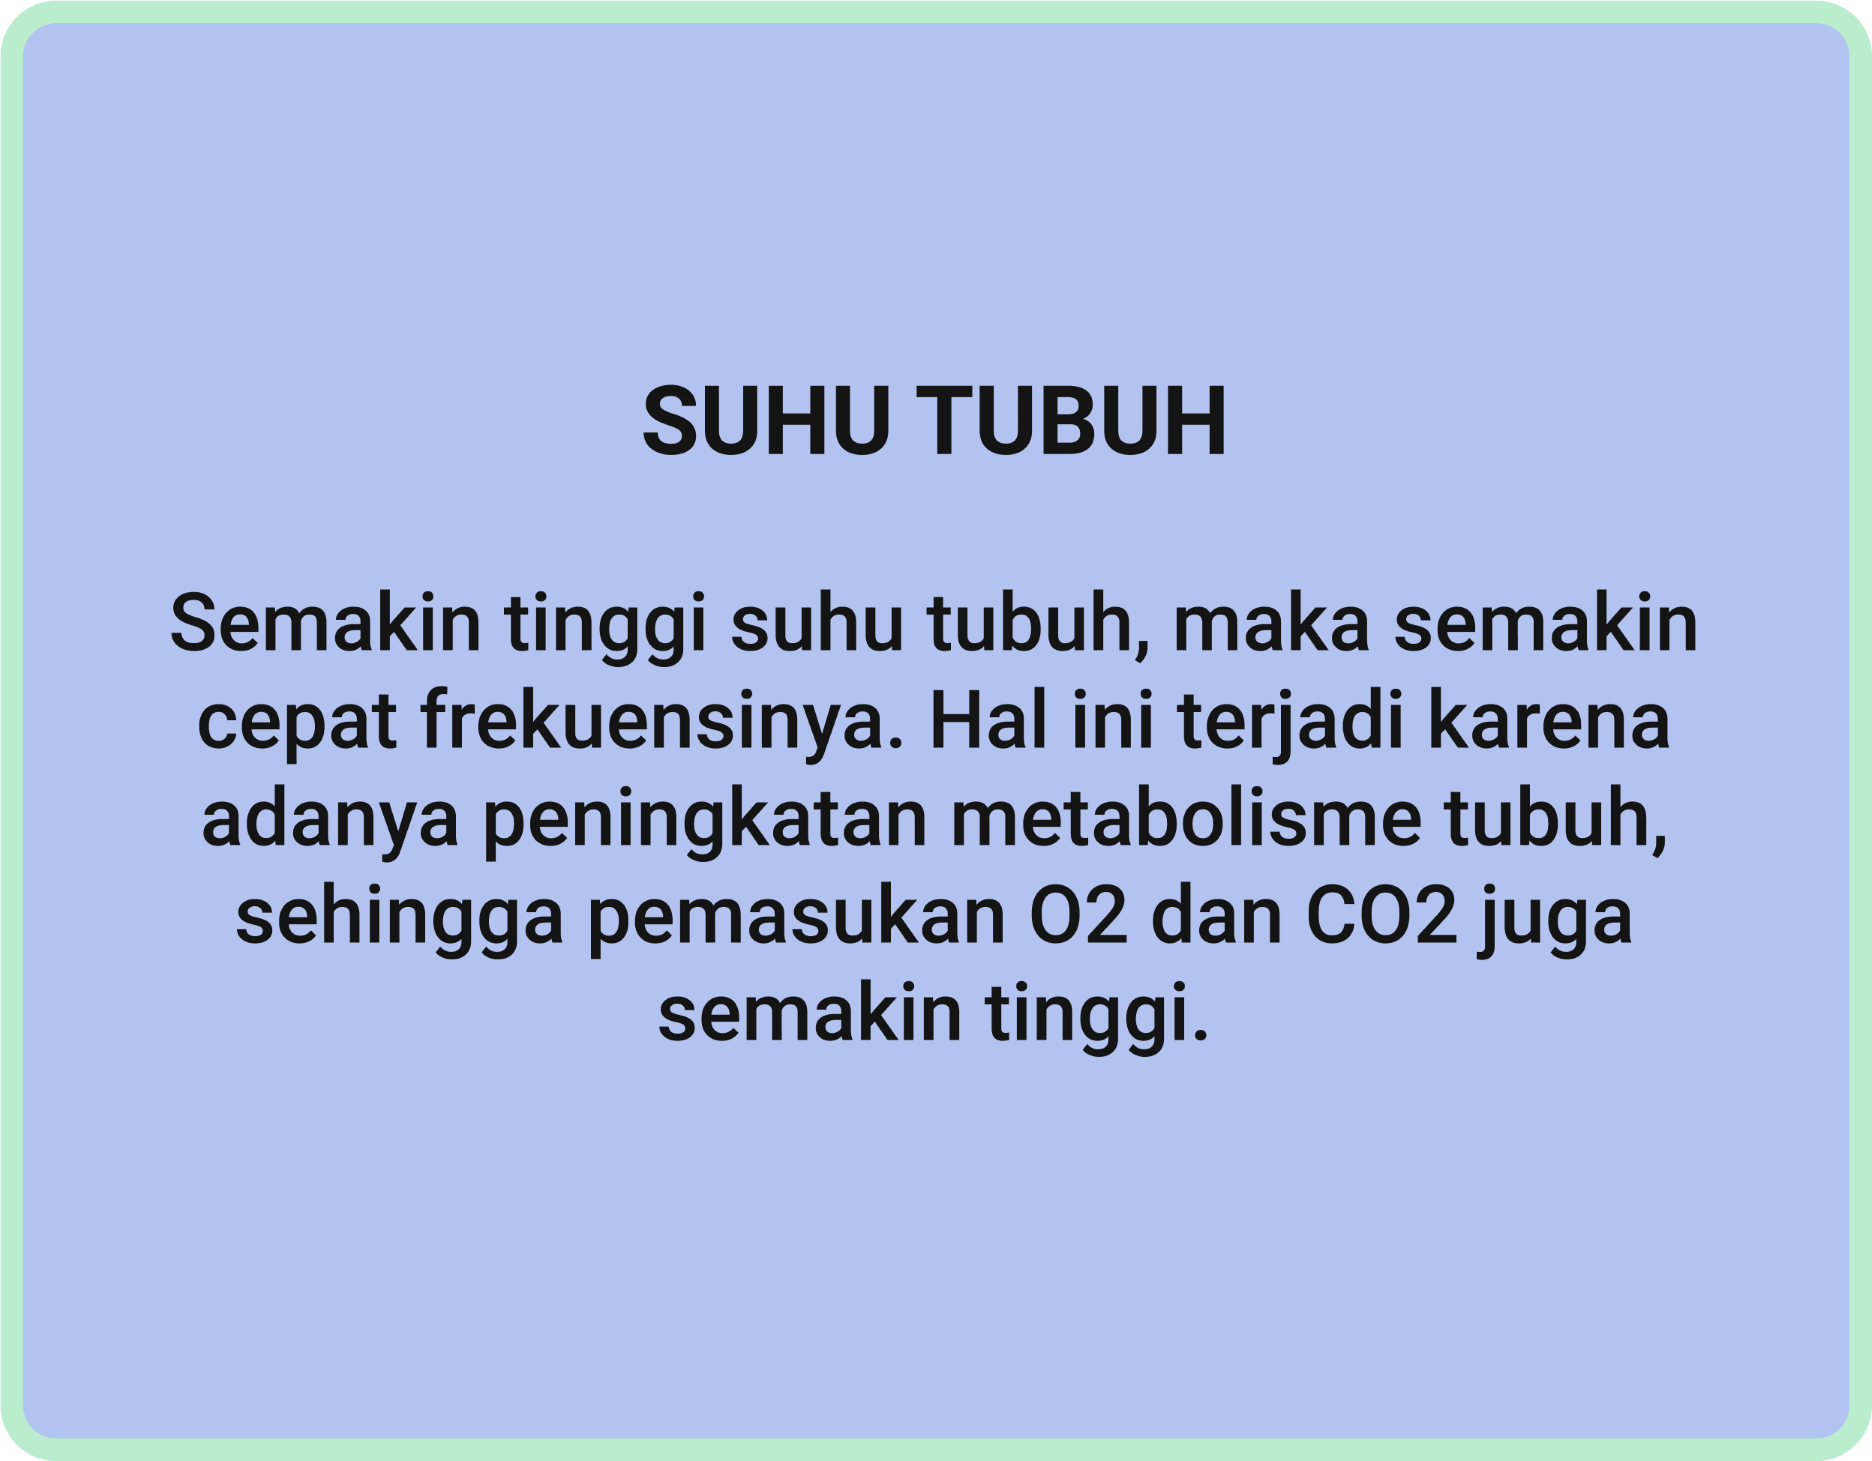 SUHU TUBUH
Semakin tinggi suhu tubuh, maka semakin
cepat frekuensinya. Hal ini terjadi karena
adanya peningkatan metabolisme tubuh,
sehingga pemasukan O2 dan CO2 juga
semakin tinggi.